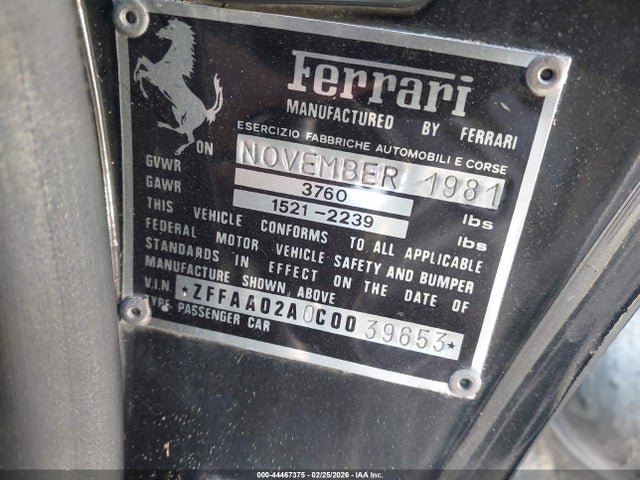 Ferrari
MANUFACTURED BY FERRARI
ESERCIZIO FABBRICHE AUTOMOBILI E CORSE
ON NOVEMBER 1981
GVWR 3760 lbs
GAWR 1521-2239 lbs
THIS VEHICLE CONFORMS TO ALL APPLICABLE
FEDERAL MOTOR VEHICLE SAFETY AND BUMPER
STANDARDS IN EFFECT ON THE DATE OF
MANUFACTURE SHOWN ABOVE
V.I.N. *ZFFAA02A0C0039653*
TYPE PASSENGER CAR
000-44467375 - 02/25/2026 - IAA Inc.